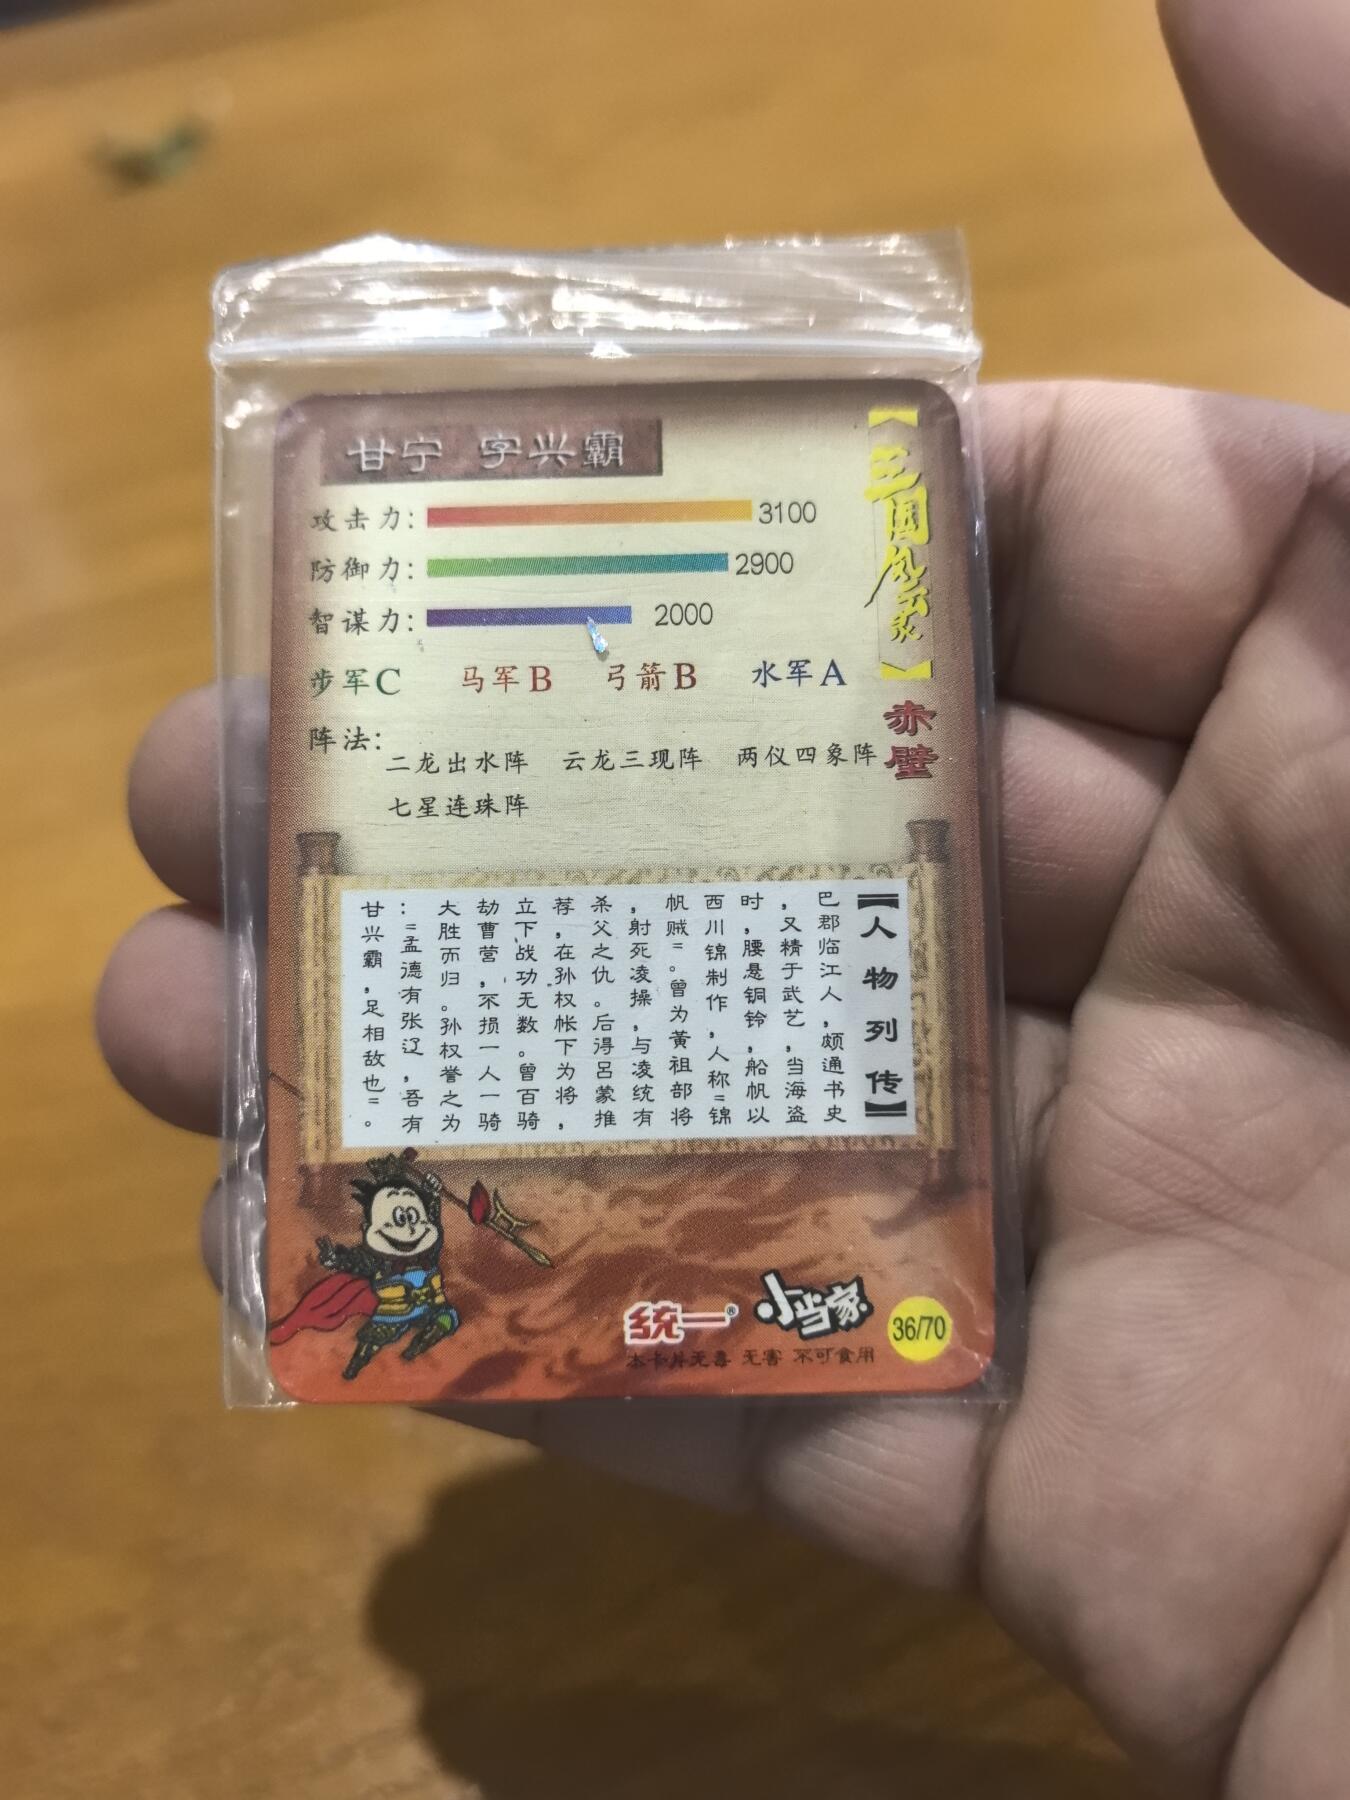 甘宁 字兴霸
攻击力: 3100
防御力: 2900
智谋力: 2000
步军C 马军B 弓箭B 水军A
阵法:
二龙出水阵 云龙三现阵 两仪四象阵
七星连珠阵
【三国风云录】
赤壁
【人物列传】
巴郡临江人，颇通书史
，又精于武艺，当海盗
时，腰悬铜铃，船帆以
西川锦制作，人称"锦
帆贼"。曾为黄祖部将
，射死凌操，与凌统有
杀父之仇。后得吕蒙推
荐，在孙权帐下为将，
立下战功无数。曾百骑
劫曹营，不损一人一骑
大胜而归。孙权誉之为
："孟德有张辽，吾有
甘兴霸，足相敌也"。
统一® 小当家
36/70
本卡片无毒 无害 不可食用